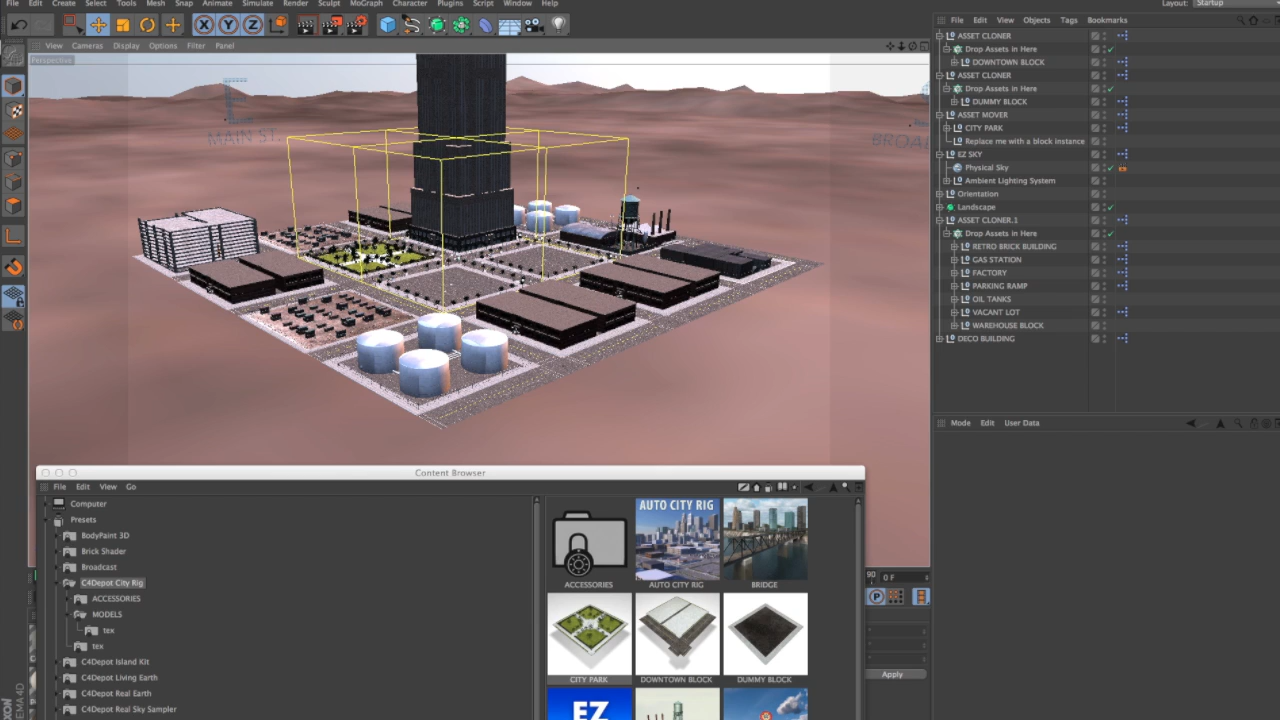 File Edit Create Select Tools Mesh Snap Animate Simulate Render Sculpt MoGraph Character Plugins Script Window Help
Layout: Startup
X Y Z
View Cameras Display Options Filter Panel
Perspective
MAIN ST.
E
BROA
File Edit View Objects Tags Bookmarks
ASSET CLONER
Drop Assets in Here
DOWNTOWN BLOCK
ASSET CLONER
Drop Assets in Here
DUMMY BLOCK
ASSET MOVER
CITY PARK
Replace me with a block instance
EZ SKY
Physical Sky
Ambient Lighting System
Orientation
Landscape
ASSET CLONER.1
Drop Assets in Here
RETRO BRICK BUILDING
GAS STATION
FACTORY
PARKING RAMP
OIL TANKS
VACANT LOT
WAREHOUSE BLOCK
DECO BUILDING
Mode Edit User Data
Content Browser
File Edit View Go
Computer
Presets
BodyPaint 3D
Brick Shader
Broadcast
C4Depot City Rig
ACCESSORIES
MODELS
tex
tex
C4Depot Island Kit
C4Depot Living Earth
C4Depot Real Earth
C4Depot Real Sky Sampler
AUTO CITY RIG
ACCESSORIES
AUTO CITY RIG
BRIDGE
CITY PARK
DOWNTOWN BLOCK
DUMMY BLOCK
EZ
90
0 F
P
Apply
XON
EMA4D